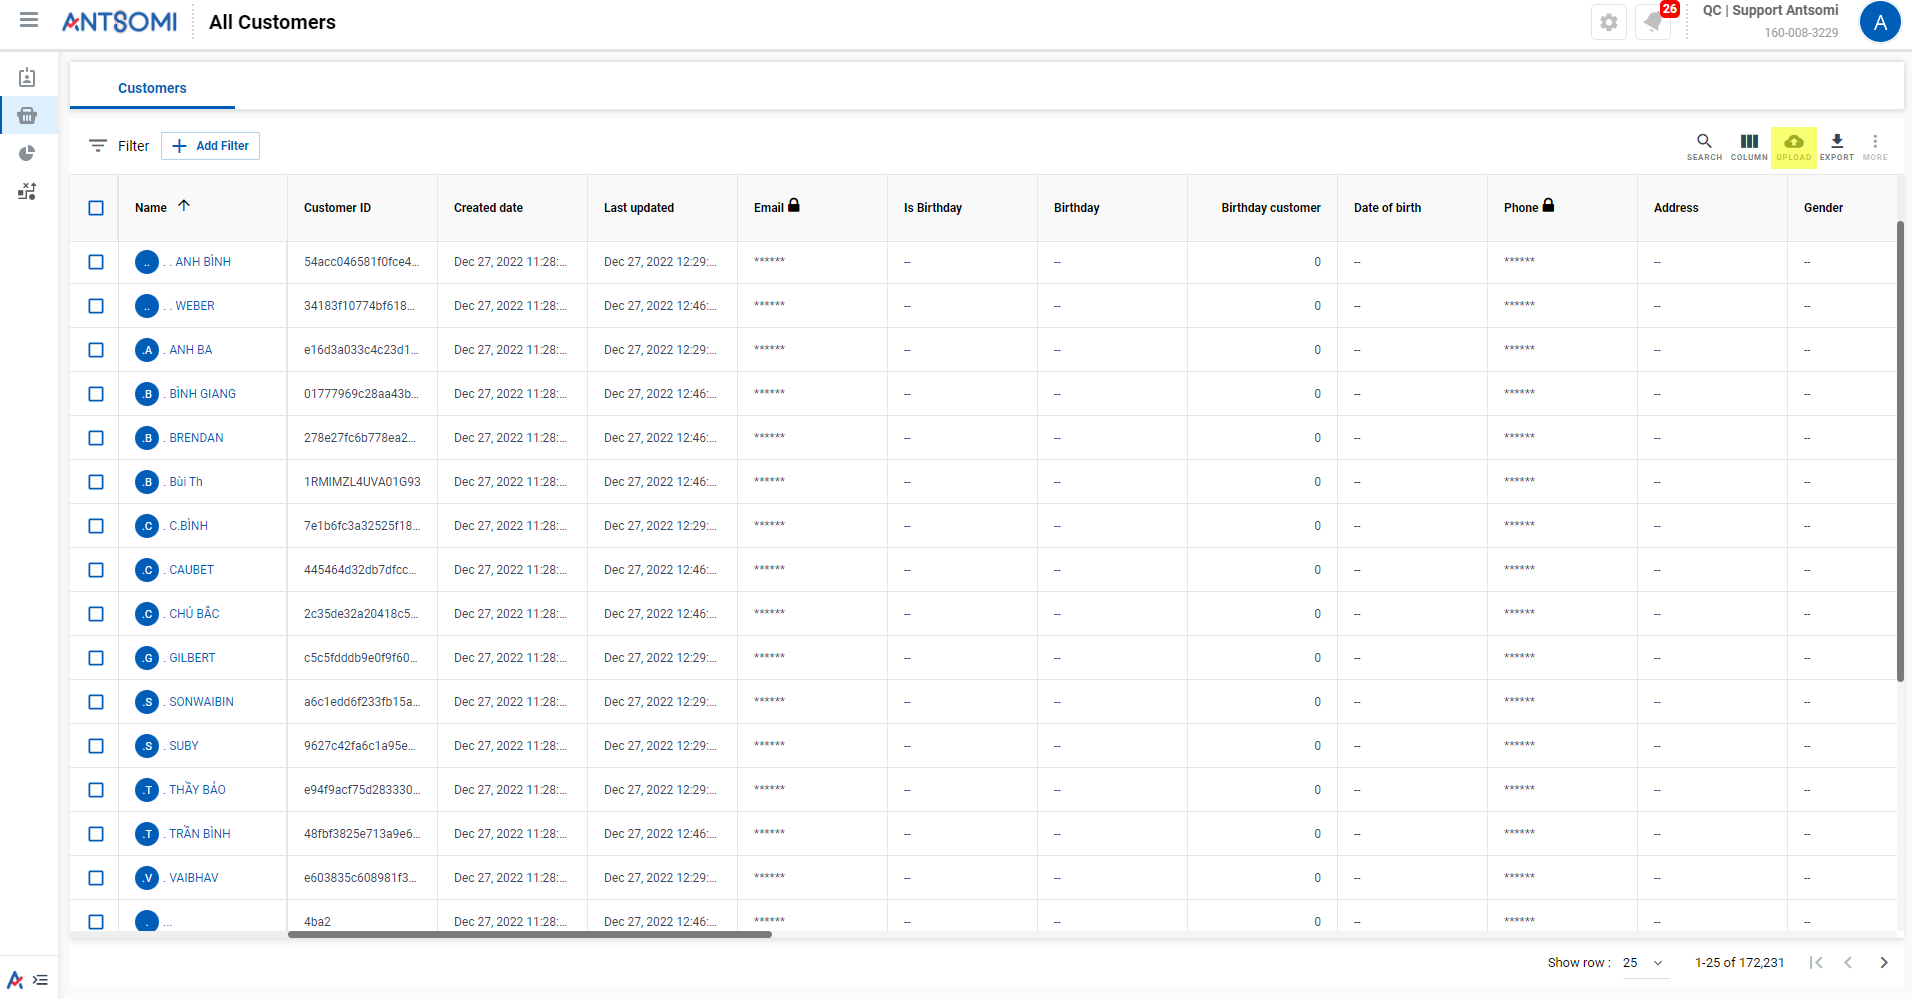 ANTSOMI All Customers 26 QC | Support Antsomi A
160-008-3229
Customers
Filter Add Filter SEARCH COLUMN UPLOAD EXPORT MORE
Name Customer ID Created date Last updated Email Is Birthday Birthday Birthday customer Date of birth Phone Address Gender
.. . . ANH BÌNH 54acc046581f0fce4... Dec 27, 2022 11:28:... Dec 27, 2022 12:29:... ****** -- -- 0 -- ****** -- --
.. . . WEBER 34183f10774bf618... Dec 27, 2022 11:28:... Dec 27, 2022 12:46:... ****** -- -- 0 -- ****** -- --
.A . ANH BA e16d3a033c4c23d1... Dec 27, 2022 11:28:... Dec 27, 2022 12:29:... ****** -- -- 0 -- ****** -- --
.B . BÌNH GIANG 01777969c28aa43b... Dec 27, 2022 11:28:... Dec 27, 2022 12:46:... ****** -- -- 0 -- ****** -- --
.B . BRENDAN 278e27fc6b778ea2... Dec 27, 2022 11:28:... Dec 27, 2022 12:46:... ****** -- -- 0 -- ****** -- --
.B . Bùi Th 1RMIMZL4UVA01G93 Dec 27, 2022 11:28:... Dec 27, 2022 12:46:... ****** -- -- 0 -- ****** -- --
.C . C.BÌNH 7e1b6fc3a32525f18... Dec 27, 2022 11:28:... Dec 27, 2022 12:29:... ****** -- -- 0 -- ****** -- --
.C . CAUBET 445464d32db7dfcc... Dec 27, 2022 11:28:... Dec 27, 2022 12:46:... ****** -- -- 0 -- ****** -- --
.C . CHÚ BẮC 2c35de32a20418c5... Dec 27, 2022 11:28:... Dec 27, 2022 12:46:... ****** -- -- 0 -- ****** -- --
.G . GILBERT c5c5fdddb9e0f9f60... Dec 27, 2022 11:28:... Dec 27, 2022 12:29:... ****** -- -- 0 -- ****** -- --
.S . SONWAIBIN a6c1edd6f233fb15a... Dec 27, 2022 11:28:... Dec 27, 2022 12:29:... ****** -- -- 0 -- ****** -- --
.S . SUBY 9627c42fa6c1a95e... Dec 27, 2022 11:28:... Dec 27, 2022 12:29:... ****** -- -- 0 -- ****** -- --
.T . THẦY BẢO e94f9acf75d283330... Dec 27, 2022 11:28:... Dec 27, 2022 12:29:... ****** -- -- 0 -- ****** -- --
.T . TRẦN BÌNH 48fbf3825e713a9e6... Dec 27, 2022 11:28:... Dec 27, 2022 12:46:... ****** -- -- 0 -- ****** -- --
.V . VAIBHAV e603835c608981f3... Dec 27, 2022 11:28:... Dec 27, 2022 12:29:... ****** -- -- 0 -- ****** -- --
. ... 4ba2 Dec 27, 2022 11:28:... Dec 27, 2022 12:46:... ****** -- -- 0 -- ****** -- --
Show row : 25 1-25 of 172,231